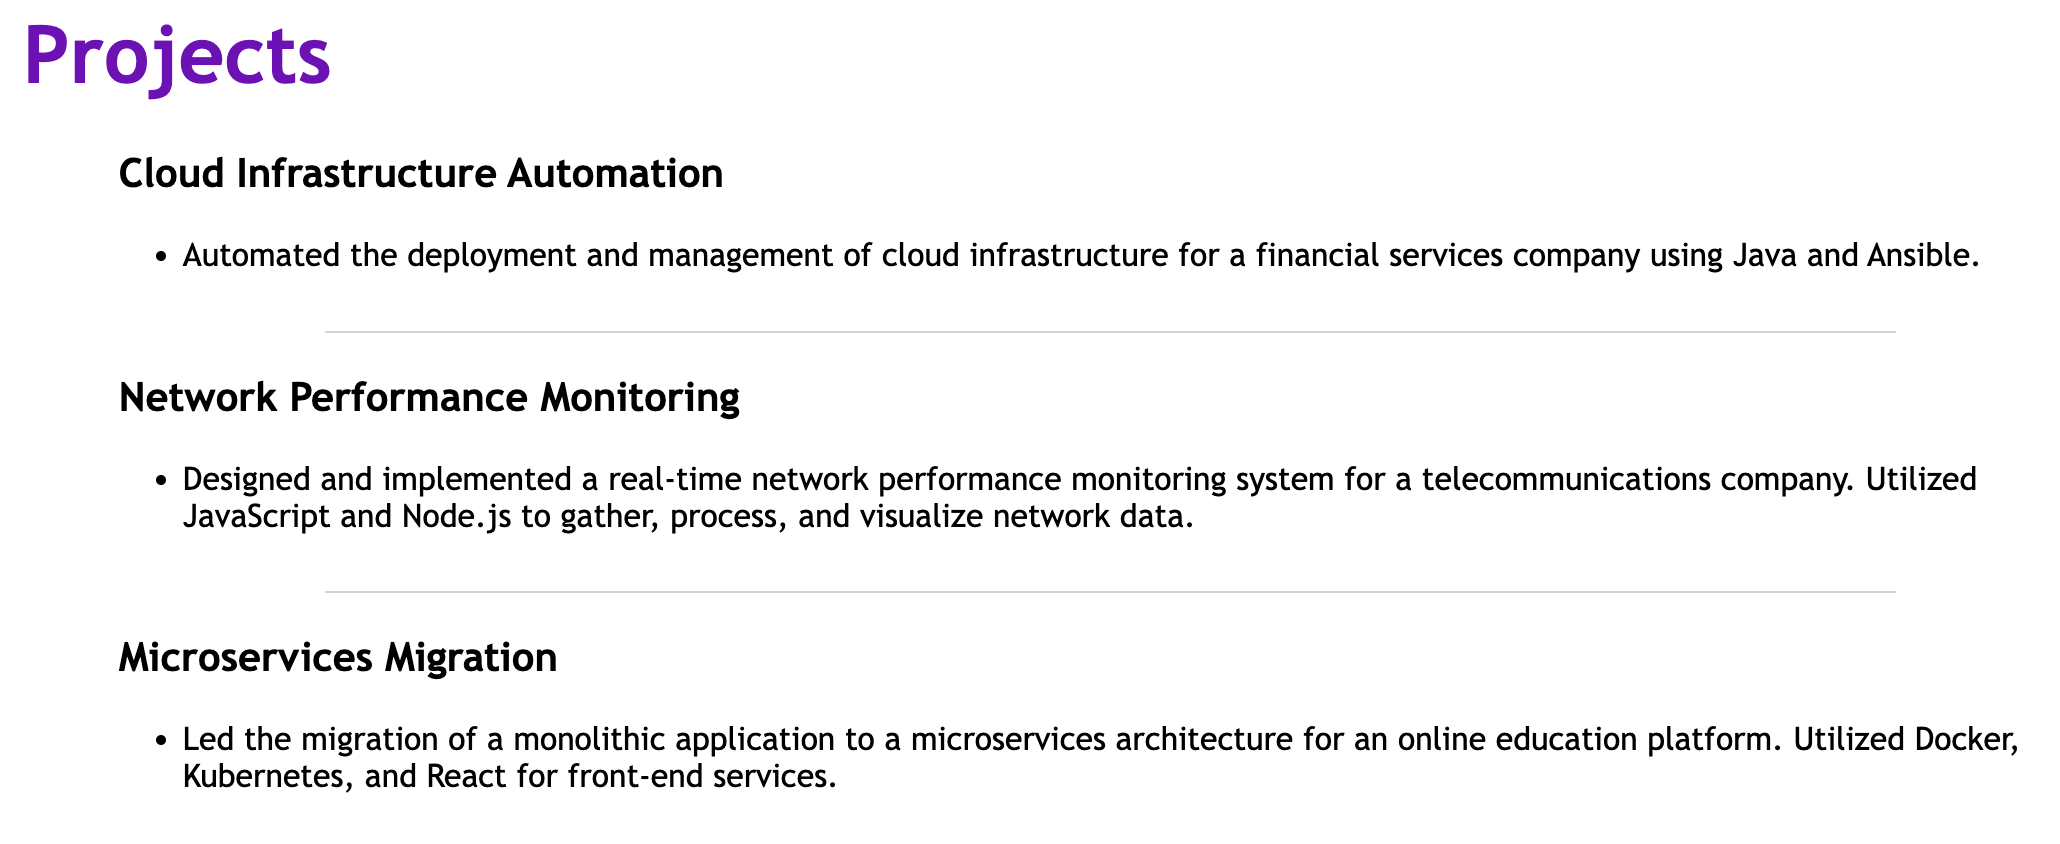 Projects
Cloud Infrastructure Automation
• Automated the deployment and management of cloud infrastructure for a financial services company using Java and Ansible.
Network Performance Monitoring
• Designed and implemented a real-time network performance monitoring system for a telecommunications company. Utilized
JavaScript and Node.js to gather, process, and visualize network data.
Microservices Migration
• Led the migration of a monolithic application to a microservices architecture for an online education platform. Utilized Docker,
Kubernetes, and React for front-end services.